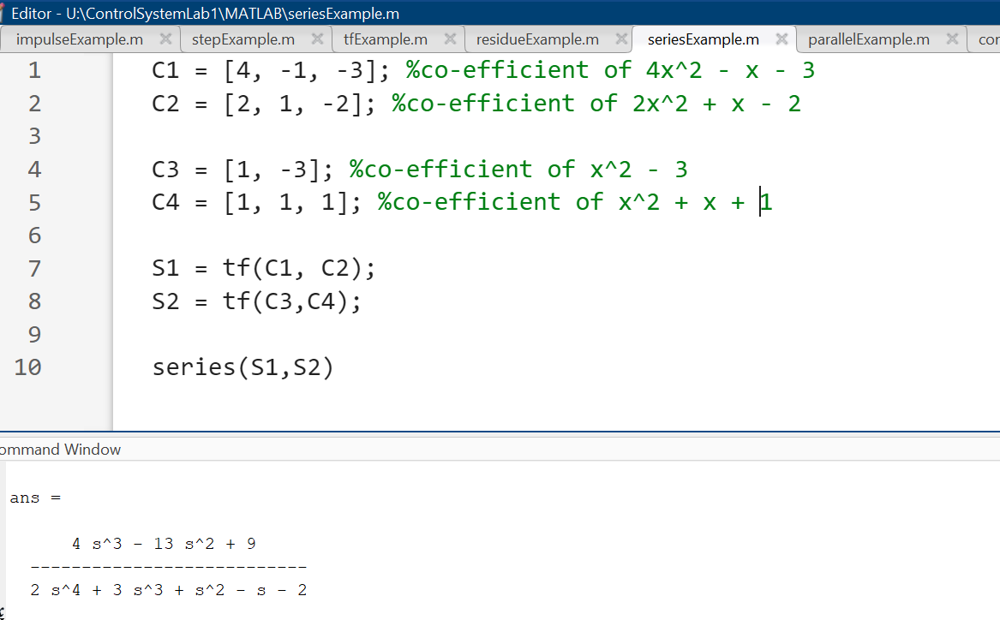 Editor - U:\ControlSystemLab1\MATLAB\seriesExample.m
impulseExample.m stepExample.m tfExample.m residueExample.m seriesExample.m parallelExample.m cor
1 C1 = [4, -1, -3]; %co-efficient of 4x^2 - x - 3
2 C2 = [2, 1, -2]; %co-efficient of 2x^2 + x - 2
3
4 C3 = [1, -3]; %co-efficient of x^2 - 3
5 C4 = [1, 1, 1]; %co-efficient of x^2 + x + 1
6
7 S1 = tf(C1, C2);
8 S2 = tf(C3,C4);
9
10 series(S1,S2)
ommand Window
ans =
4 s^3 - 13 s^2 + 9
---------------------------
2 s^4 + 3 s^3 + s^2 - s - 2